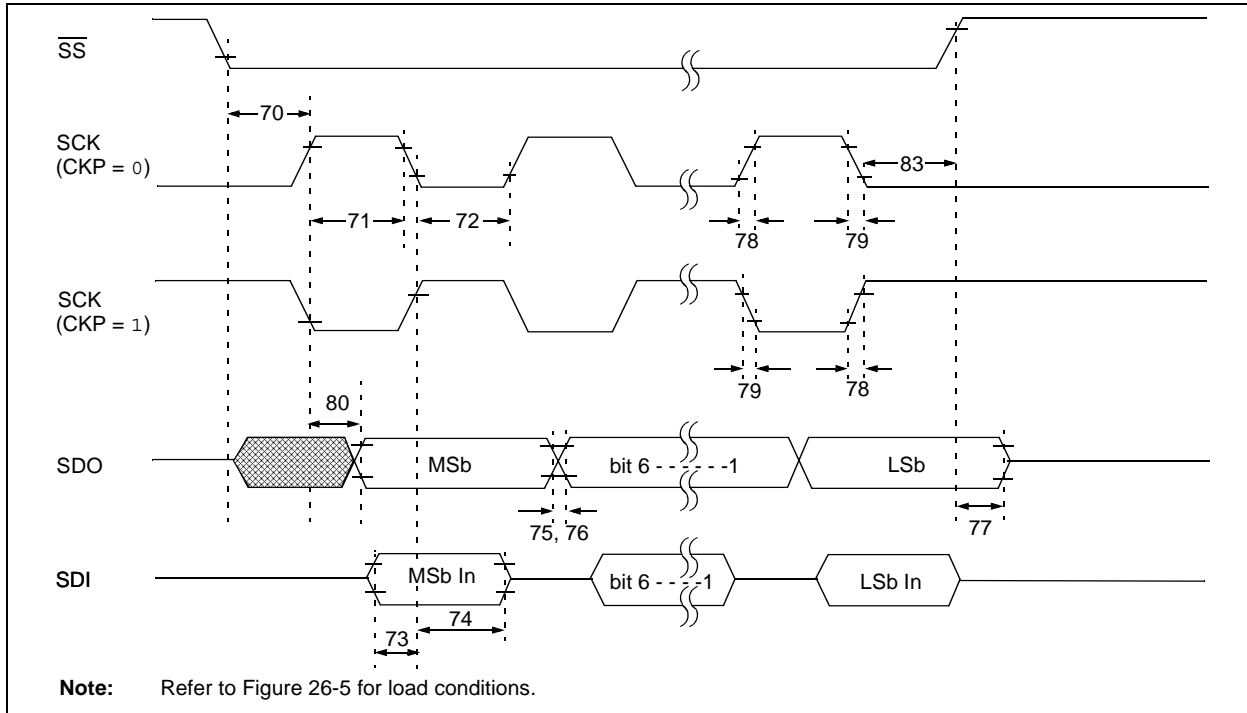 SS
70
SCK
(CKP = 0)
83
71
72
78
79
SCK
(CKP = 1)
79
78
80
SDO
MSb
bit 6 - - - - - -1
LSb
75, 76
77
SDI
MSb In
bit 6 - - - -1
LSb In
74
73
Note: Refer to Figure 26-5 for load conditions.